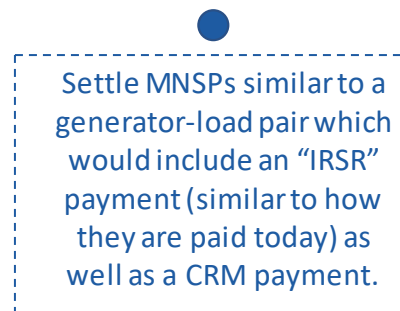 Settle MNSPs similar to a
generator-load pair which
would include an “IRSR”
payment (similar to how
they are paid today) as
well as a CRM payment.